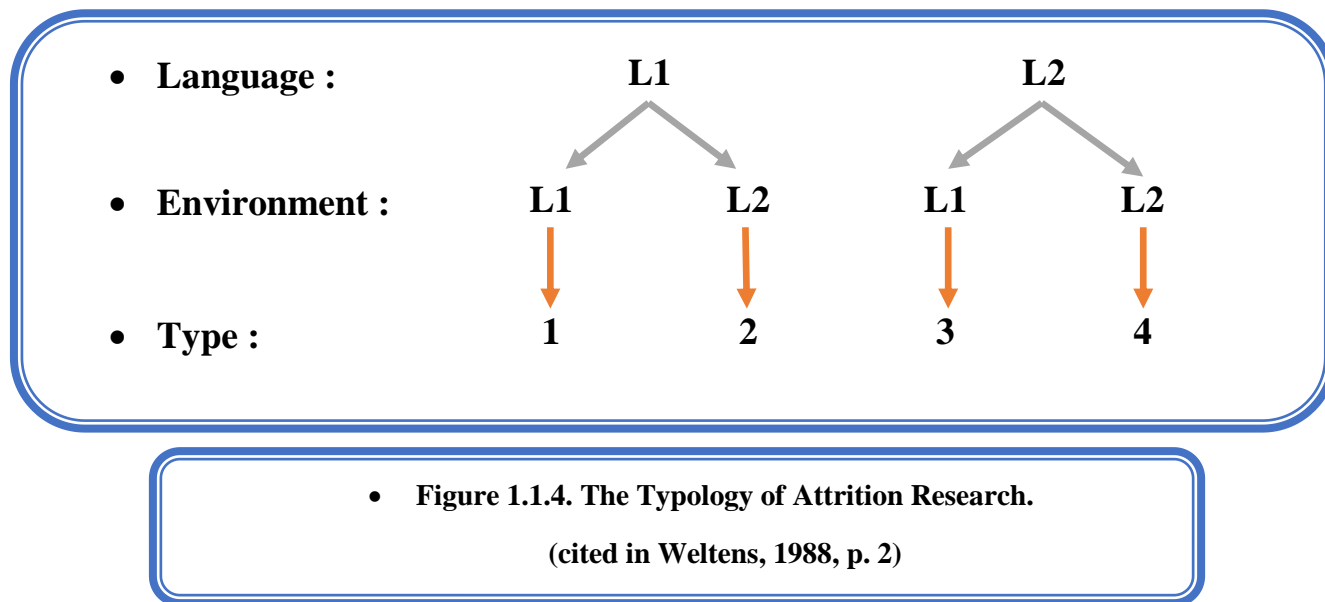 • Language : L1 L2
• Environment : L1 L2 L1 L2
• Type : 1 2 3 4
• Figure 1.1.4. The Typology of Attrition Research.
(cited in Weltens, 1988, p. 2)